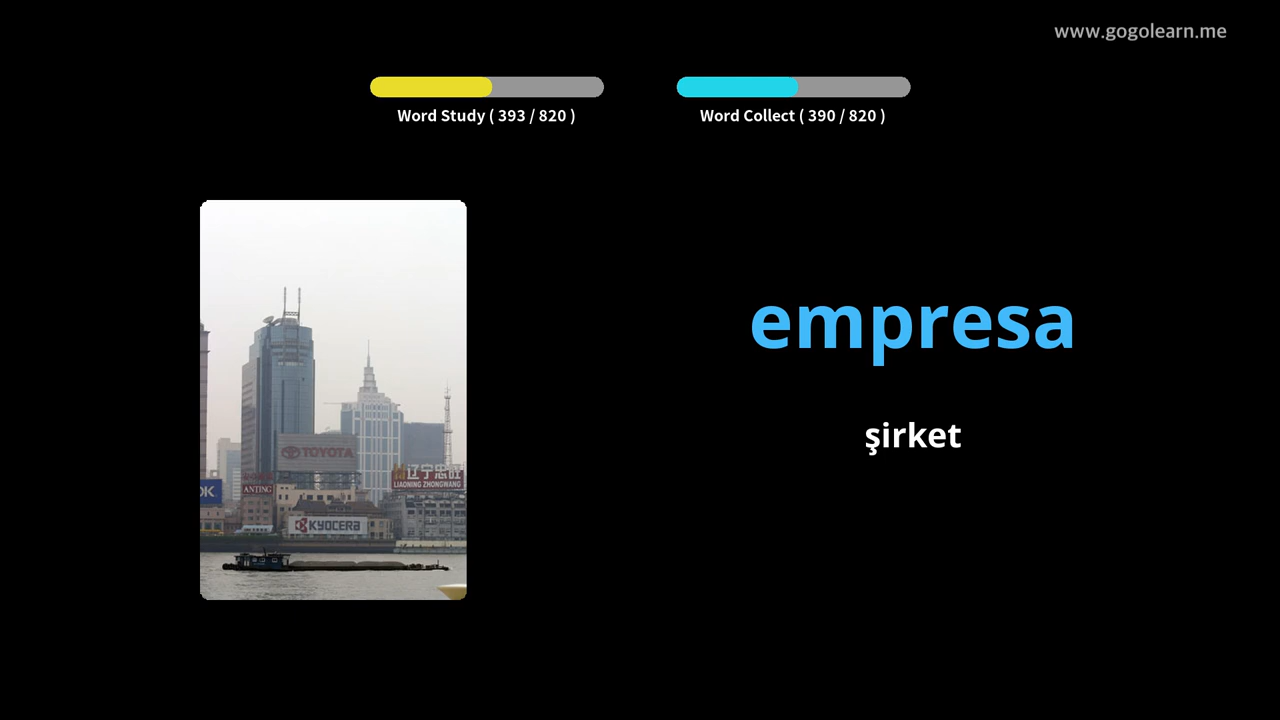 www.gogolearn.me
Word Study ( 393 / 820 )
Word Collect ( 390 / 820 )
empresa
şirket
TOYOTA
辽宁忠旺
LIAONING ZHONGWANG
KYOCERA